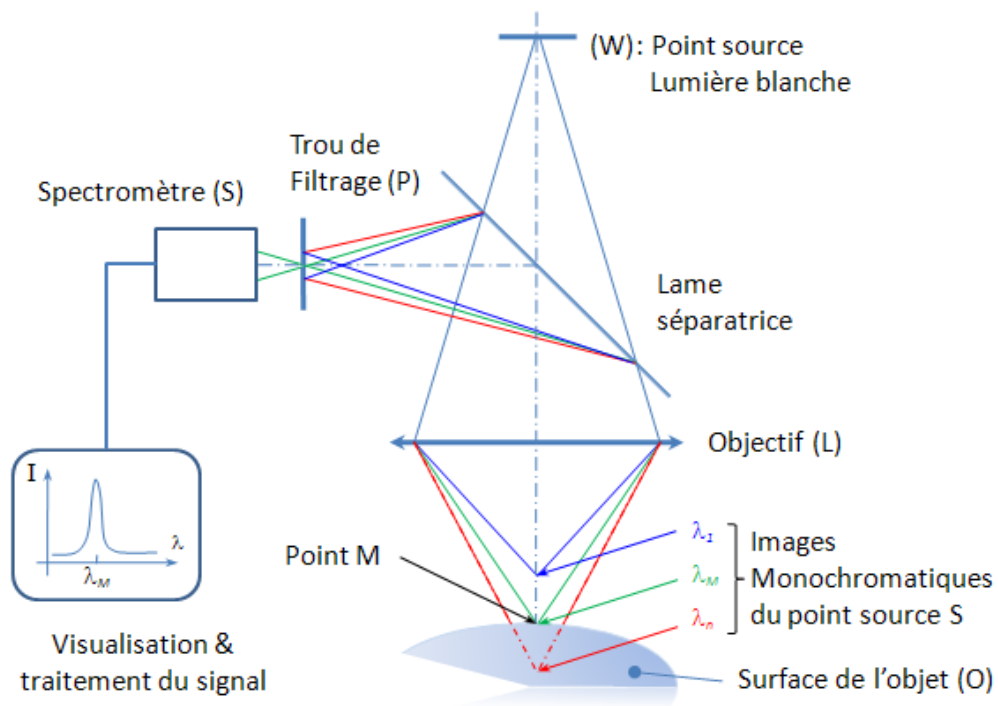 (W) : Point source
Lumière blanche
Trou de
Filtrage (P)
Spectromètre (S)
Lame
séparatrice
Objectif (L)
I
λ
λM
Point M
λ1
λM
λn
Images
Monochromatiques
du point source S
Visualisation &
traitement du signal
Surface de l’objet (O)